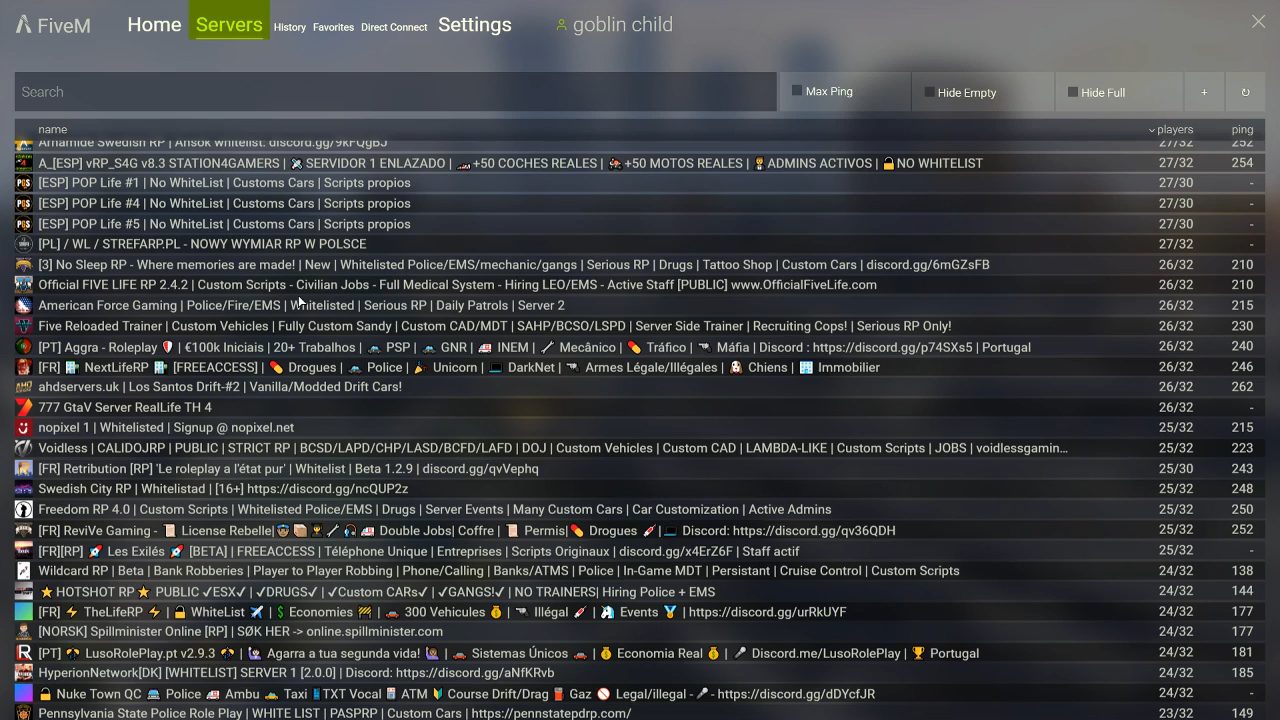 FiveM Home Servers History Favorites Direct Connect Settings goblin child
Search Max Ping Hide Empty Hide Full + ↻
name players ping
Arnamide Swedish RP | Ansök whitelist: discord.gg/9kFQgBJ 27/32 252
A_[ESP] vRP_S4G v8.3 STATION4GAMERS | SERVIDOR 1 ENLAZADO | +50 COCHES REALES | +50 MOTOS REALES | ADMINS ACTIVOS | NO WHITELIST 27/32 254
[ESP] POP Life #1 | No WhiteList | Customs Cars | Scripts propios 27/30 -
[ESP] POP Life #4 | No WhiteList | Customs Cars | Scripts propios 27/30 -
[ESP] POP Life #5 | No WhiteList | Customs Cars | Scripts propios 27/30 -
[PL] / WL / STREFARP.PL - NOWY WYMIAR RP W POLSCE 27/32 -
[3] No Sleep RP - Where memories are made! | New | Whitelisted Police/EMS/mechanic/gangs | Serious RP | Drugs | Tattoo Shop | Custom Cars | discord.gg/6mGZsFB 26/32 210
Official FIVE LIFE RP 2.4.2 | Custom Scripts - Civilian Jobs - Full Medical System - Hiring LEO/EMS - Active Staff [PUBLIC] www.OfficialFiveLife.com 26/32 210
American Force Gaming | Police/Fire/EMS | Whitelisted | Serious RP | Daily Patrols | Server 2 26/32 215
Five Reloaded Trainer | Custom Vehicles | Fully Custom Sandy | Custom CAD/MDT | SAHP/BCSO/LSPD | Server Side Trainer | Recruiting Cops! | Serious RP Only! 26/32 230
[PT] Aggra - Roleplay | €100k Iniciais | 20+ Trabalhos | PSP | GNR | INEM | Mecânico | Tráfico | Máfia | Discord : https://discord.gg/p74SXs5 | Portugal 26/32 240
[FR] NextLifeRP [FREEACCESS] | Drogues | Police | Unicorn | DarkNet | Armes Légale/Illégales | Chiens | Immobilier 26/32 246
ahdservers.uk | Los Santos Drift-#2 | Vanilla/Modded Drift Cars! 26/32 262
777 GtaV Server RealLife TH 4 26/32 -
nopixel 1 | Whitelisted | Signup @ nopixel.net 25/32 215
Voidless | CALIDOJRP | PUBLIC | STRICT RP | BCSD/LAPD/CHP/LASD/BCFD/LAFD | DOJ | Custom Vehicles | Custom CAD | LAMBDA-LIKE | Custom Scripts | JOBS | voidlessgamin... 25/32 223
[FR] Retribution [RP] 'Le roleplay a l'état pur' | Whitelist | Beta 1.2.9 | discord.gg/qvVephq 25/30 243
Swedish City RP | Whitelistad | [16+] https://discord.gg/ncQUP2z 25/32 248
Freedom RP 4.0 | Custom Scripts | Whitelisted Police/EMS | Drugs | Server Events | Many Custom Cars | Car Customization | Active Admins 25/32 250
[FR] ReviVe Gaming - License Rebelle| Double Jobs| Coffre | Permis| Drogues | Discord: https://discord.gg/qv36QDH 25/32 252
[FR][RP] Les Exilés [BETA] | FREEACCESS | Téléphone Unique | Entreprises | Scripts Originaux | discord.gg/x4ErZ6F | Staff actif 25/32 -
Wildcard RP | Beta | Bank Robberies | Player to Player Robbing | Phone/Calling | Banks/ATMS | Police | In-Game MDT | Persistant | Cruise Control | Custom Scripts 24/32 138
⭐HOTSHOT RP⭐ PUBLIC ✓ESX✓ | ✓DRUGS✓ | ✓Custom CARs✓ | ✓GANGS!✓ | NO TRAINERS| Hiring Police + EMS 24/32 144
[FR] ⚡ TheLifeRP ⚡ | WhiteList | Economies | 300 Vehicules | Illégal | Events | https://discord.gg/urRkUYF 24/32 177
[NORSK] Spillminister Online [RP] | SØK HER -> online.spillminister.com 24/32 177
[PT] LusoRolePlay.pt v2.9.3 | Agarra a tua segunda vida! | Sistemas Únicos | Economia Real | Discord.me/LusoRolePlay | Portugal 24/32 181
HyperionNetwork[DK] [WHITELIST] SERVER 1 [2.0.0] | Discord: https://discord.gg/aNfKRvb 24/32 185
Nuke Town QC Police Ambu Taxi TXT Vocal ATM Course Drift/Drag Gaz Legal/illegal - - https://discord.gg/dDYcfJR 24/32 -
Pennsylvania State Police Role Play | WHITE LIST | PASPRP | Custom Cars | https://pennstatepdrp.com/ 23/32 149